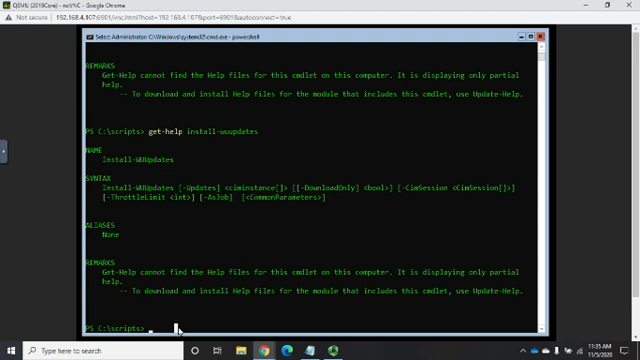 QEMU (2019Core) - noVNC - Google Chrome
Not secure 192.168.4.107:6901/vnc.html?host=192.168.4.107&port=6901&autoconnect=true
Select Administrator: C:\Windows\system32\cmd.exe - powershell
REMARKS
Get-Help cannot find the Help files for this cmdlet on this computer. It is displaying only partial
help.
-- To download and install Help files for the module that includes this cmdlet, use Update-Help.
PS C:\scripts> get-help install-wuupdates
NAME
Install-WUUpdates
SYNTAX
Install-WUUpdates [-Updates] <ciminstance[]> [[-DownloadOnly] <bool>] [-CimSession <CimSession[]>]
[-ThrottleLimit <int>] [-AsJob] [<CommonParameters>]
ALIASES
None
REMARKS
Get-Help cannot find the Help files for this cmdlet on this computer. It is displaying only partial
help.
-- To download and install Help files for the module that includes this cmdlet, use Update-Help.
PS C:\scripts> _
Type here to search
11:35 AM
11/5/2020